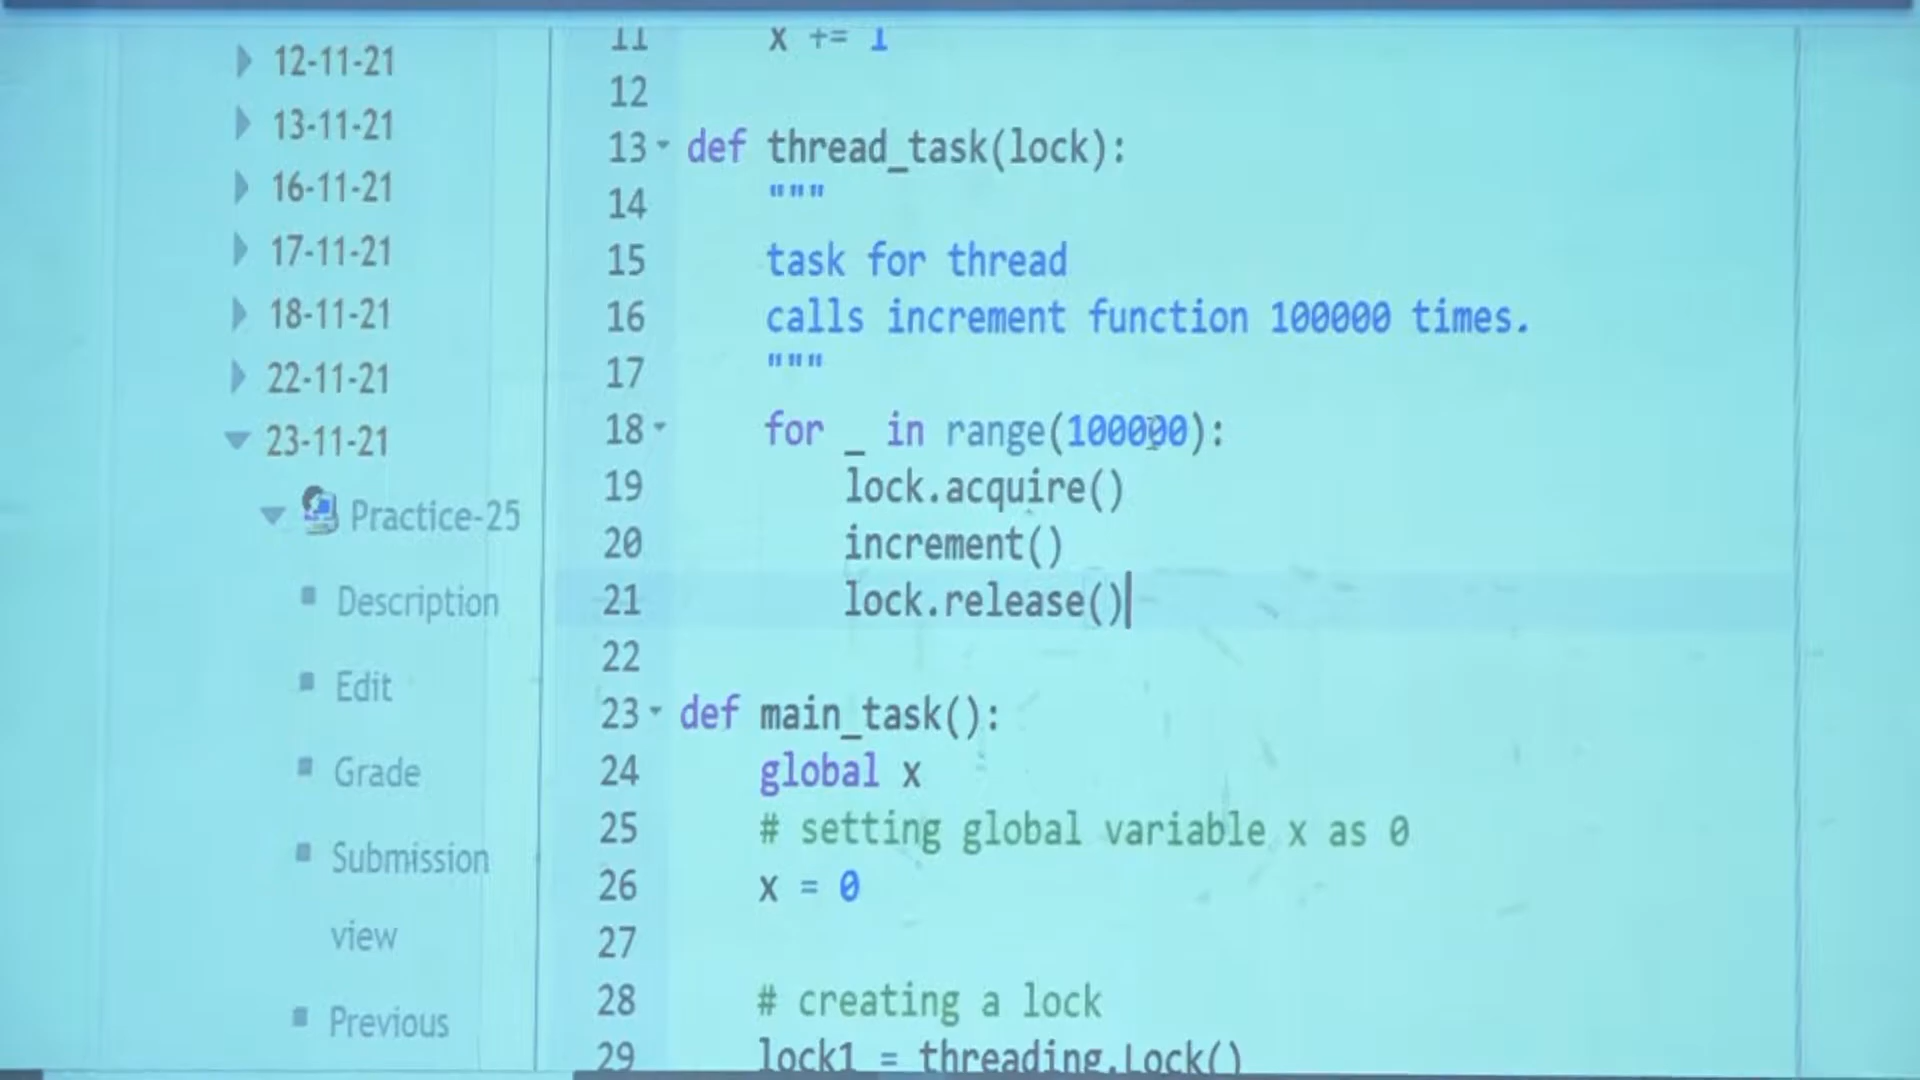 12-11-21
13-11-21
16-11-21
17-11-21
18-11-21
22-11-21
23-11-21
Practice-25
Description
Edit
Grade
Submission
view
Previous
11 x += 1
12
13 def thread_task(lock):
14 """
15 task for thread
16 calls increment function 100000 times.
17 """
18 for _ in range(100000):
19 lock.acquire()
20 increment()
21 lock.release()
22
23 def main_task():
24 global x
25 # setting global variable x as 0
26 x = 0
27
28 # creating a lock
29 lock1 = threading.Lock()